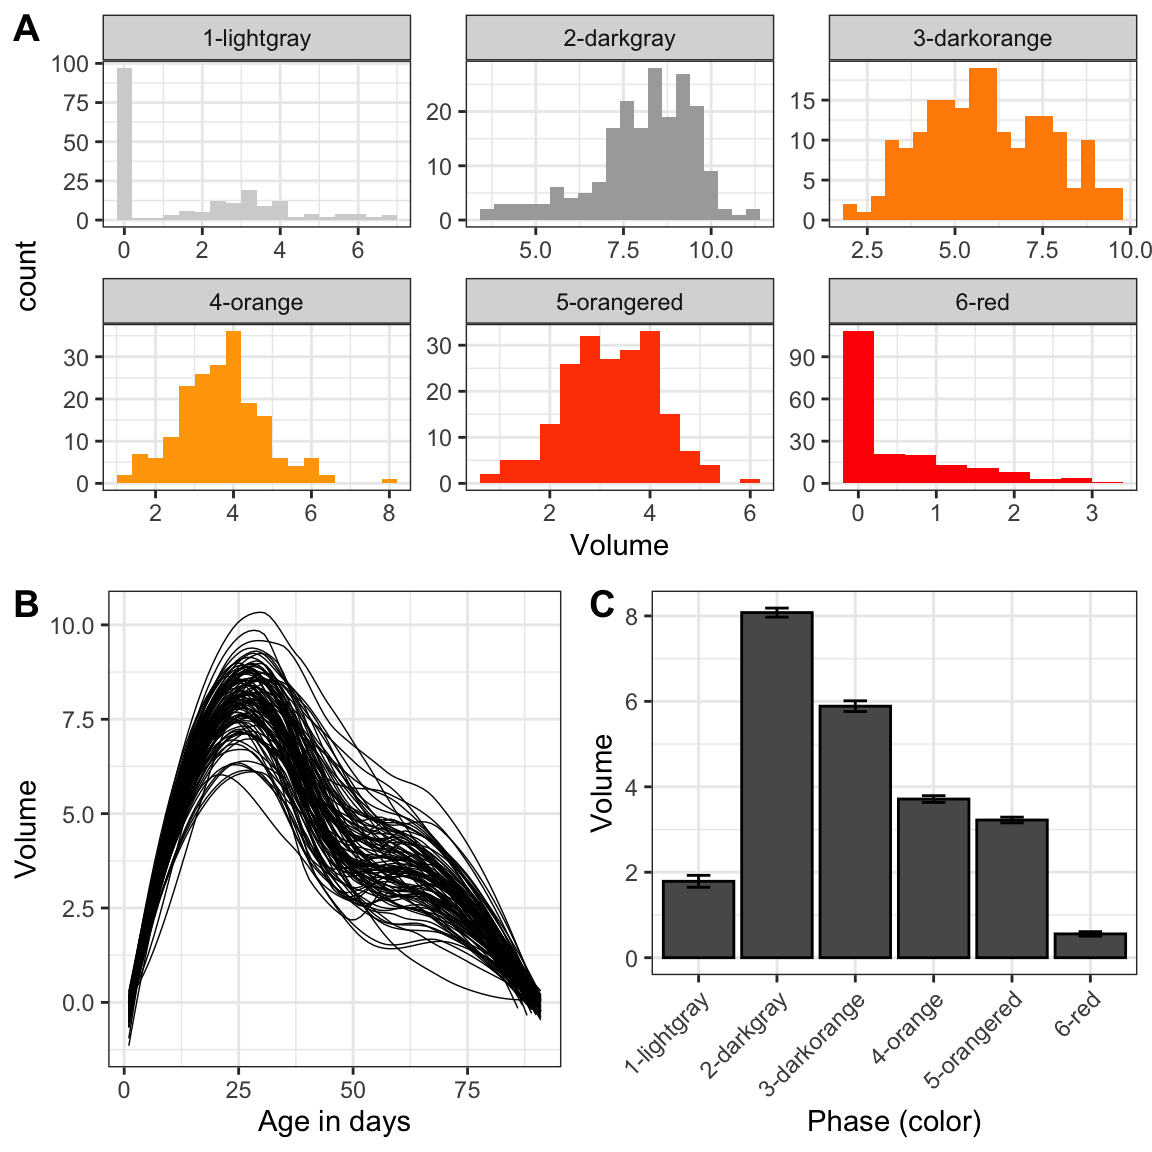 A
1-lightgray
2-darkgray
3-darkorange
100
75
50
25
0
0 2 4 6
20
10
0
5.0 7.5 10.0
15
10
5
0
2.5 5.0 7.5 10.0
count
4-orange
5-orangered
6-red
30
20
10
0
2 4 6 8
30
20
10
0
2 4 6
90
60
30
0
0 1 2 3
Volume
B
10.0
7.5
5.0
2.5
0.0
Volume
0 25 50 75
Age in days
C
8
6
4
2
0
Volume
1-lightgray
2-darkgray
3-darkorange
4-orange
5-orangered
6-red
Phase (color)